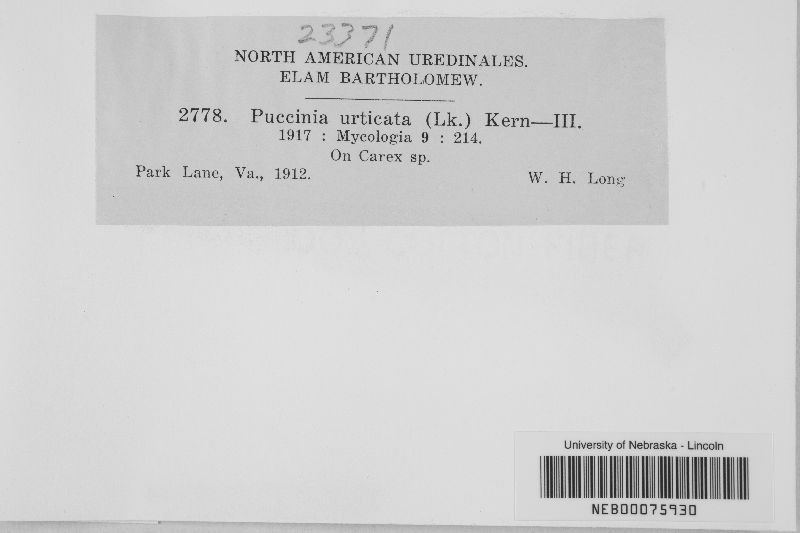 23371
NORTH AMERICAN UREDINALES.
ELAM BARTHOLOMEW.
2778. Puccinia urticata (Lk.) Kern—III.
1917 : Mycologia 9 : 214.
On Carex sp.
Park Lane, Va., 1912. W. H. Long
University of Nebraska - Lincoln
NEB00075930